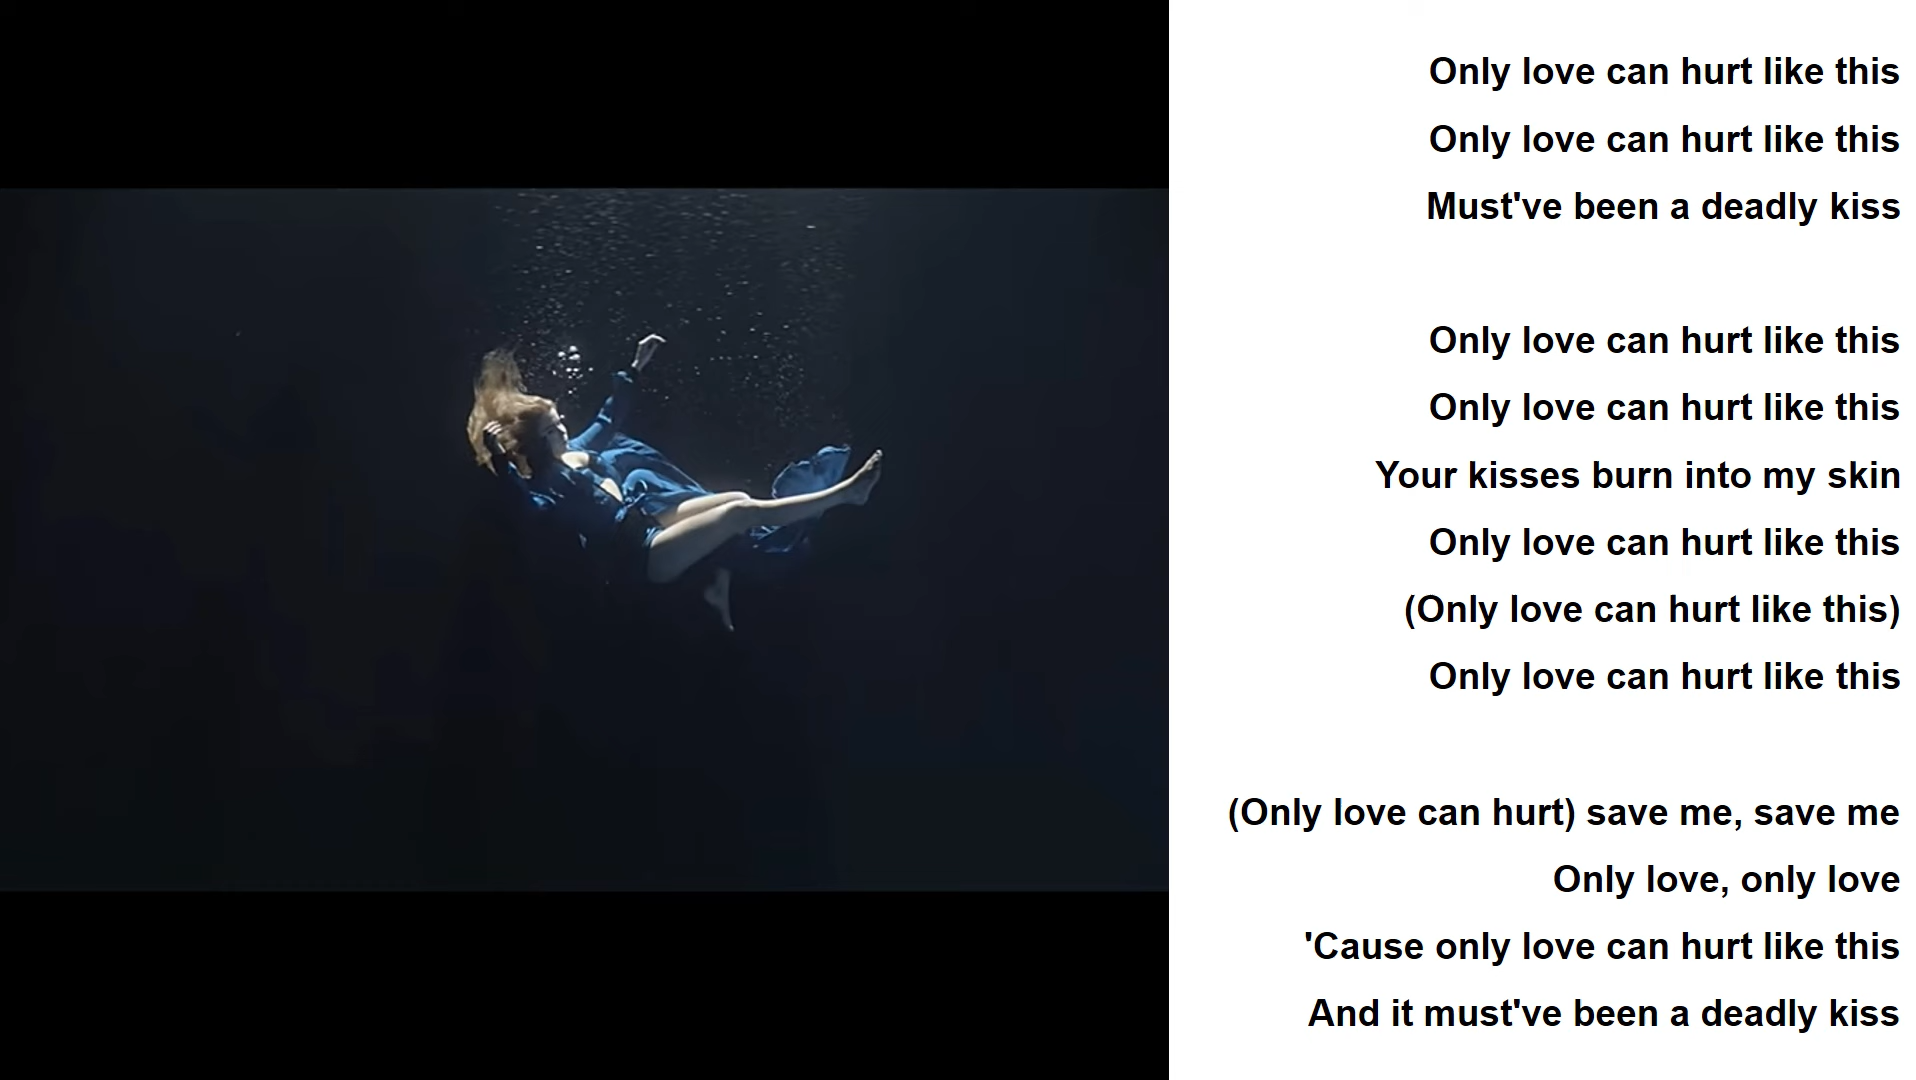 Only love can hurt like this
Only love can hurt like this
Must've been a deadly kiss
Only love can hurt like this
Only love can hurt like this
Your kisses burn into my skin
Only love can hurt like this
(Only love can hurt like this)
Only love can hurt like this
(Only love can hurt) save me, save me
Only love, only love
'Cause only love can hurt like this
And it must've been a deadly kiss